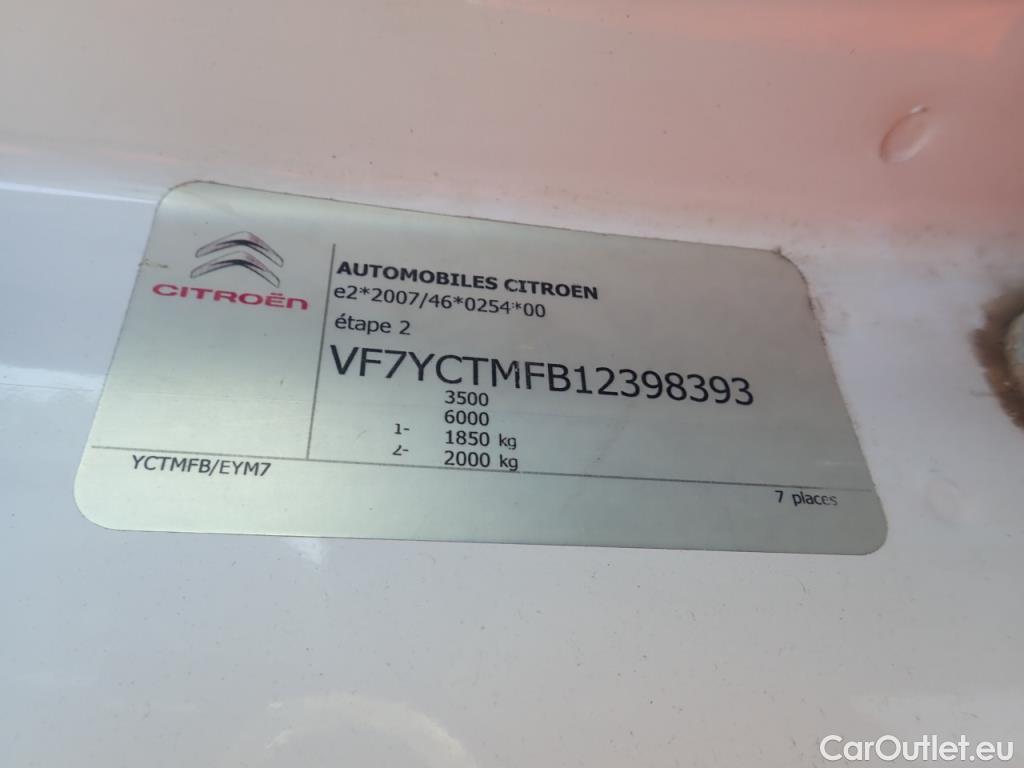 CITROËN
AUTOMOBILES CITROEN
e2*2007/46*0254*00
étape 2
VF7YCTMFB12398393
3500
6000
1- 1850 kg
2- 2000 kg
YCTMFB/EYM7
7 places
CarOutlet.eu